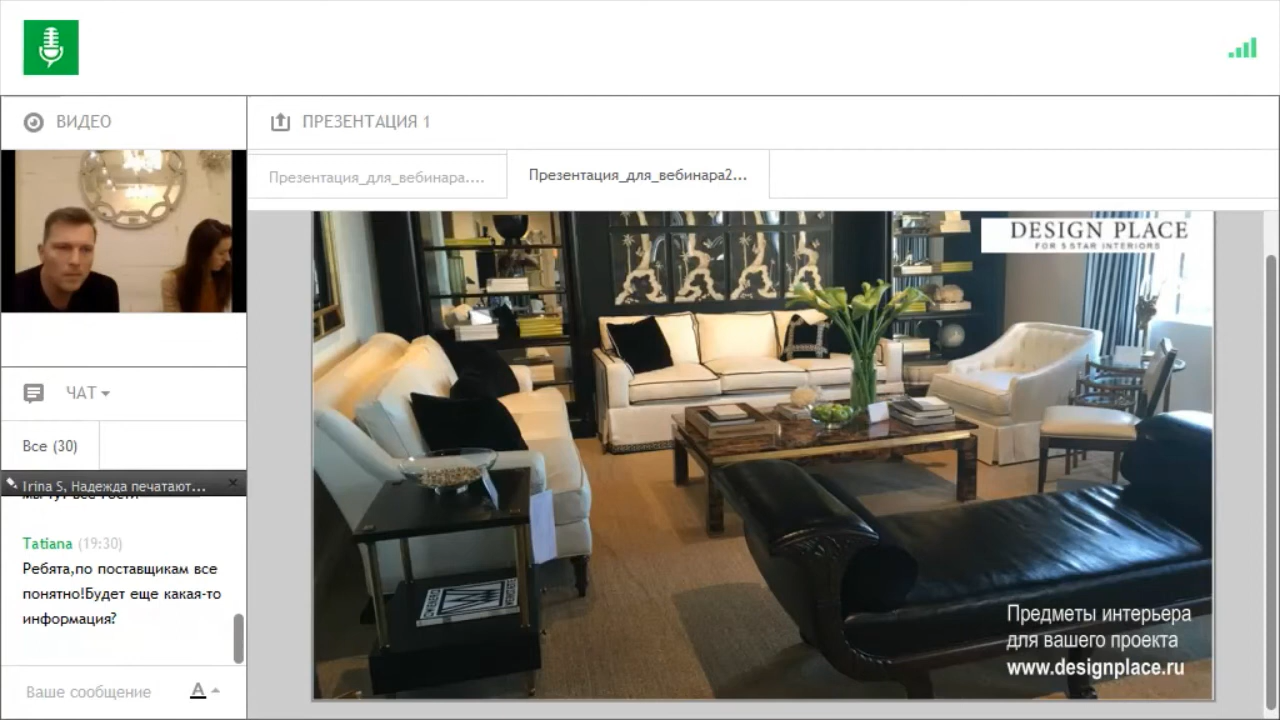 ВИДЕО
ПРЕЗЕНТАЦИЯ 1
Презентация_для_вебинара....
Презентация_для_вебинара2...
DESIGN PLACE
FOR 5 STAR INTERIORS
ЧАТ
Все (30)
Irina S, Надежда печатают...
Tatiana (19:30)
Ребята,по поставщикам все
понятно!Будет еще какая-то
информация?
Ваше сообщение
A
Предметы интерьера
для вашего проекта
www.designplace.ru